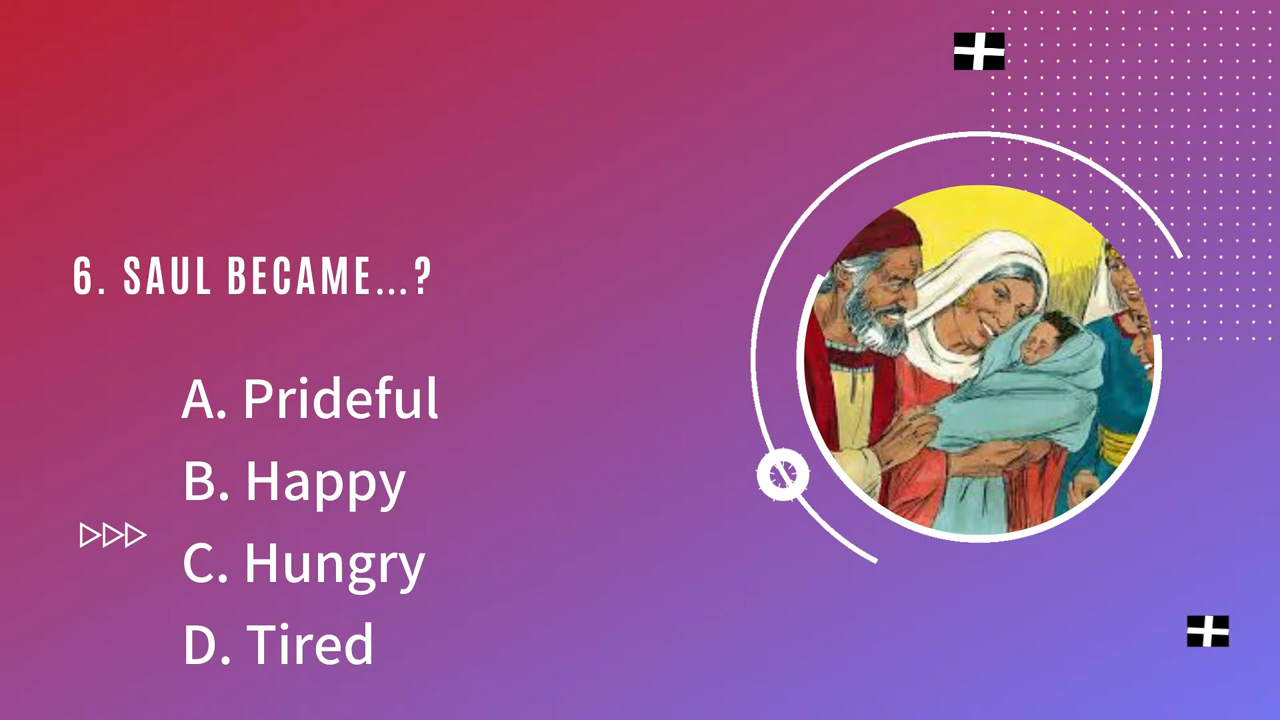 6. SAUL BECAME...?
A. Prideful
B. Happy
C. Hungry
D. Tired